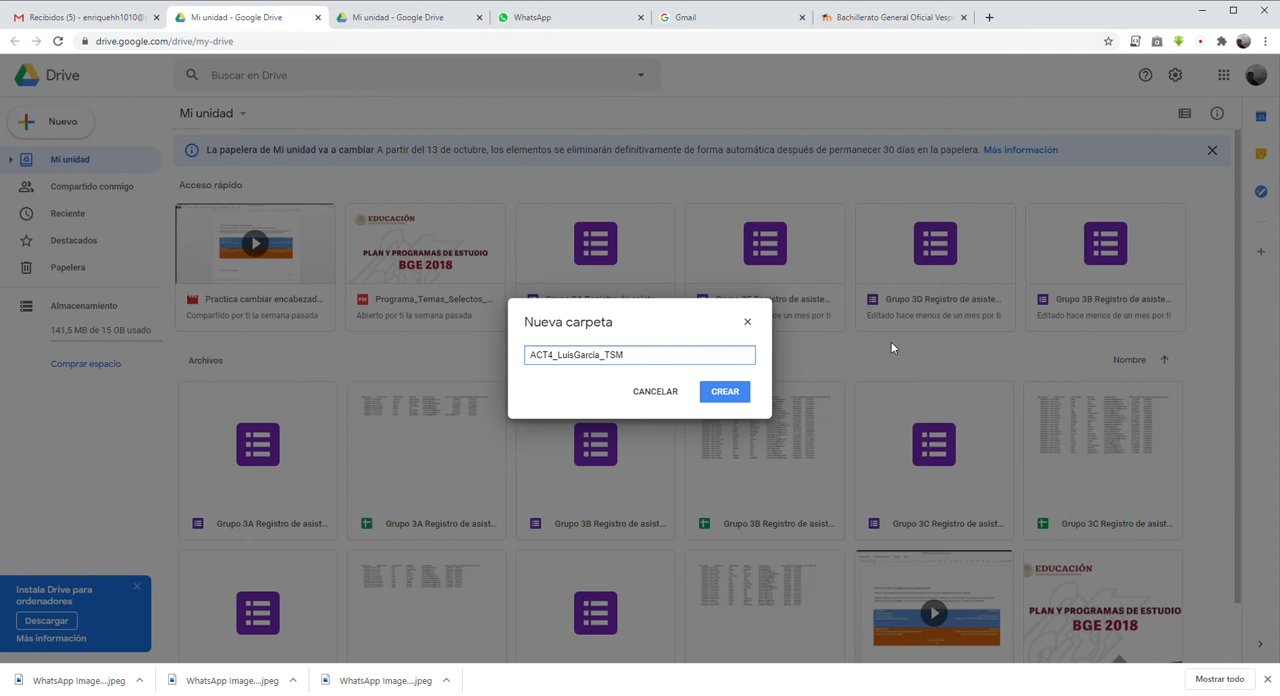 Recibidos (5) - enriquehh1010@g
Mi unidad - Google Drive
Mi unidad - Google Drive
WhatsApp
Gmail
Bachillerato General Oficial Vesp
drive.google.com/drive/my-drive
Drive
Buscar en Drive
Nuevo
Mi unidad
Mi unidad
Compartido conmigo
Reciente
Destacados
Papelera
Almacenamiento
141,5 MB de 15 GB usado
Comprar espacio
La papelera de Mi unidad va a cambiar A partir del 13 de octubre, los elementos se eliminarán definitivamente de forma automática después de permanecer 30 días en la papelera. Más información
Acceso rápido
EDUCACIÓN
PLAN Y PROGRAMAS DE ESTUDIO
BGE 2018
Practica cambiar encabezad...
Compartido por ti la semana pasada
Programa_Temas_Selectos_...
Abierto por ti la semana pasada
Grupo 3D Registro de asiste...
Editado hace menos de un mes por ti
Grupo 3B Registro de asiste...
Editado hace menos de un mes por ti
Nueva carpeta
ACT4_LuisGarcia_TSM
CANCELAR
CREAR
Archivos
Nombre
Grupo 3A Registro de asist...
Grupo 3A Registro de asist...
Grupo 3B Registro de asist...
Grupo 3B Registro de asist...
Grupo 3C Registro de asist...
Grupo 3C Registro de asist...
EDUCACIÓN
PLAN Y PROGRAMAS DE ESTUDIO
BGE 2018
Instala Drive para
ordenadores
Descargar
Más información
WhatsApp Image....jpeg
WhatsApp Image....jpeg
WhatsApp Image....jpeg
Mostrar todo